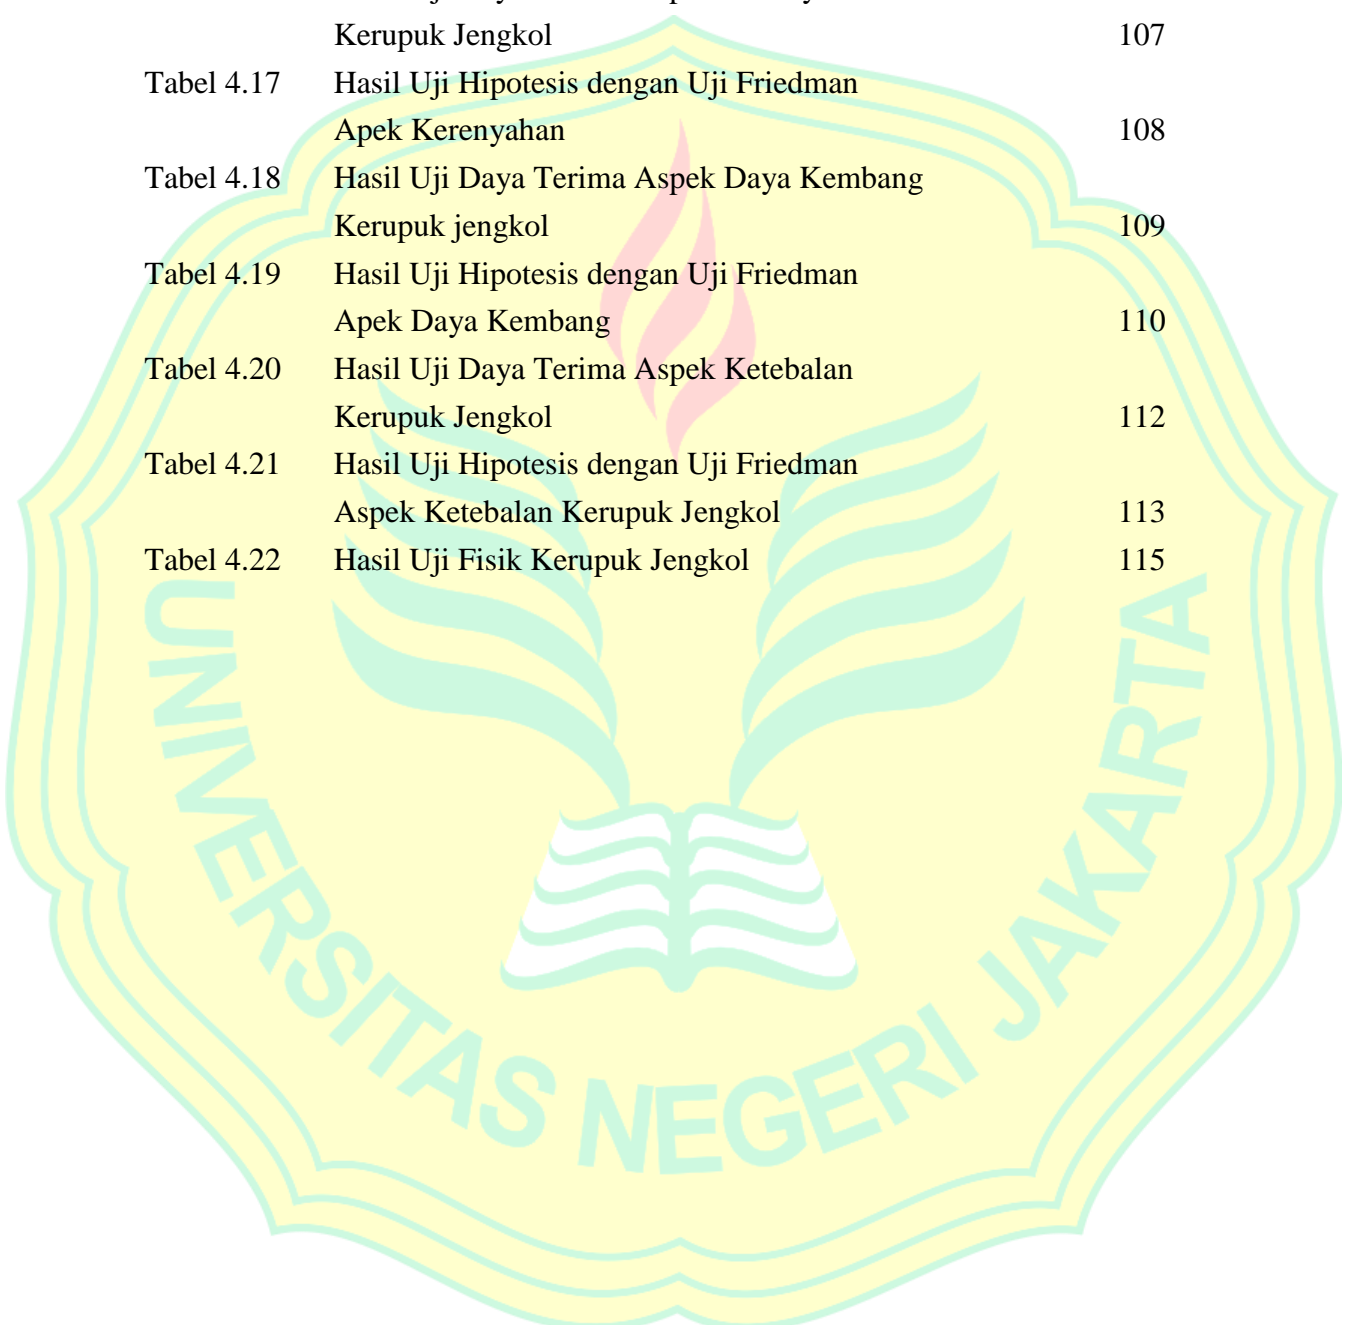 Kerupuk Jengkol 107
Tabel 4.17 Hasil Uji Hipotesis dengan Uji Friedman
Apek Kerenyahan 108
Tabel 4.18 Hasil Uji Daya Terima Aspek Daya Kembang
Kerupuk jengkol 109
Tabel 4.19 Hasil Uji Hipotesis dengan Uji Friedman
Apek Daya Kembang 110
Tabel 4.20 Hasil Uji Daya Terima Aspek Ketebalan
Kerupuk Jengkol 112
Tabel 4.21 Hasil Uji Hipotesis dengan Uji Friedman
Aspek Ketebalan Kerupuk Jengkol 113
Tabel 4.22 Hasil Uji Fisik Kerupuk Jengkol 115
UNIVERSITAS NEGERI JAKARTA